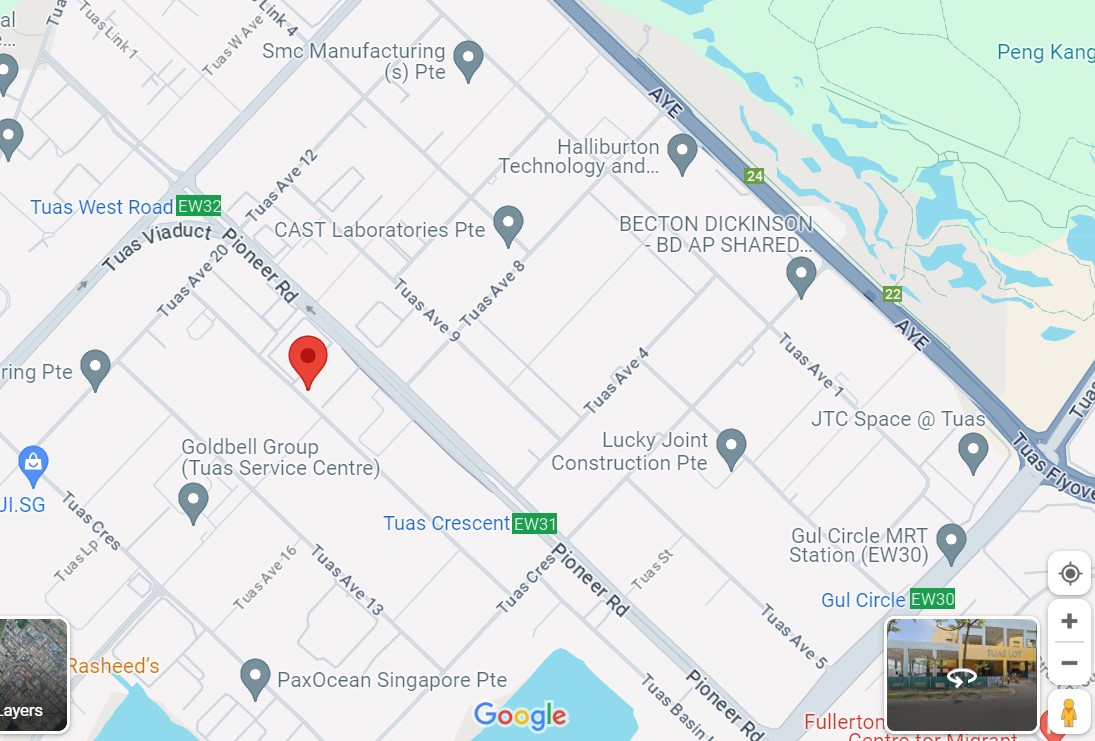 Tuas Link 4
Tuas Link 1
Tuas W Ave
Smc Manufacturing
(s) Pte
Peng Kang
AYE
Halliburton
Technology and...
24
Tuas Ave 12
Tuas West Road EW32
Tuas Viaduct
Pioneer Rd
CAST Laboratories Pte
BECTON DICKINSON
- BD AP SHARED...
Tuas Ave 20
Tuas Ave 8
Tuas Ave 9
22
AYE
ring Pte
Tuas Ave 4
Tuas Ave 1
Tuas
JTC Space @ Tuas
Goldbell Group
(Tuas Service Centre)
Lucky Joint
Construction Pte
Tuas Flyove
UI.SG
Tuas Cres
Tuas Crescent EW31
Gul Circle MRT
Station (EW30)
Tuas Lp
Tuas Ave 16
Tuas Ave 13
Tuas Cres
Pioneer Rd
Tuas St
Gul Circle EW30
Tuas Ave 5
TUAS LOT
Rasheed's
PaxOcean Singapore Pte
Layers
Google
Tuas Basin
Pioneer Rd
Fullerton
Centre for Migrant